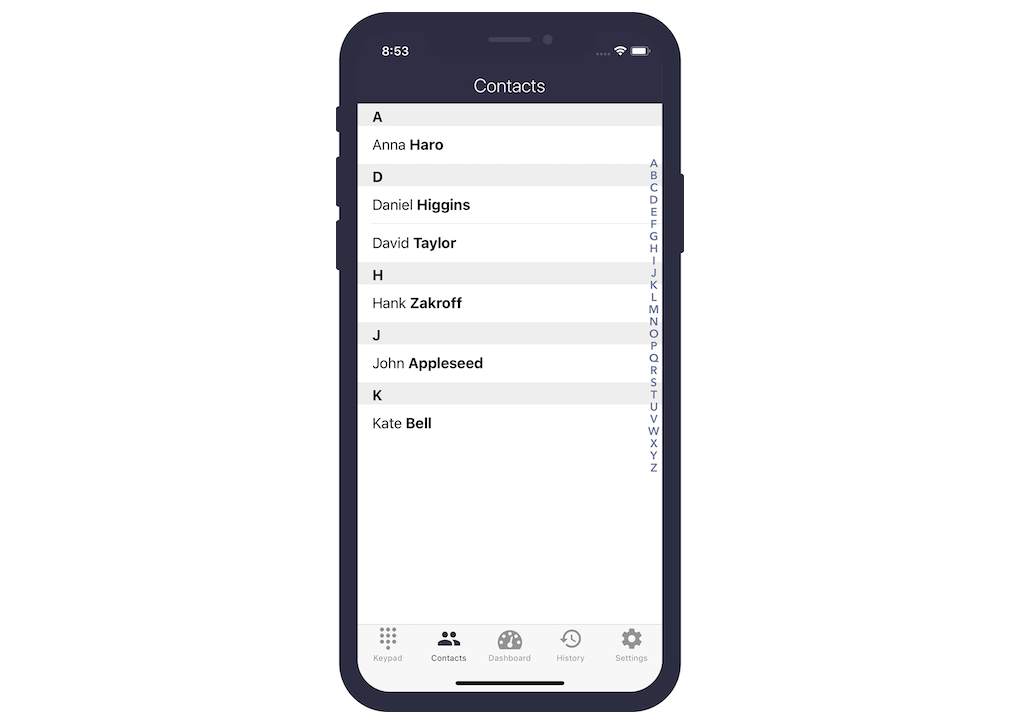 8:53
Contacts
A
Anna Haro
D
Daniel Higgins
David Taylor
H
Hank Zakroff
J
John Appleseed
K
Kate Bell
A
B
C
D
E
F
G
H
I
J
K
L
M
N
O
P
Q
R
S
T
U
V
W
X
Y
Z
Keypad Contacts Dashboard History Settings